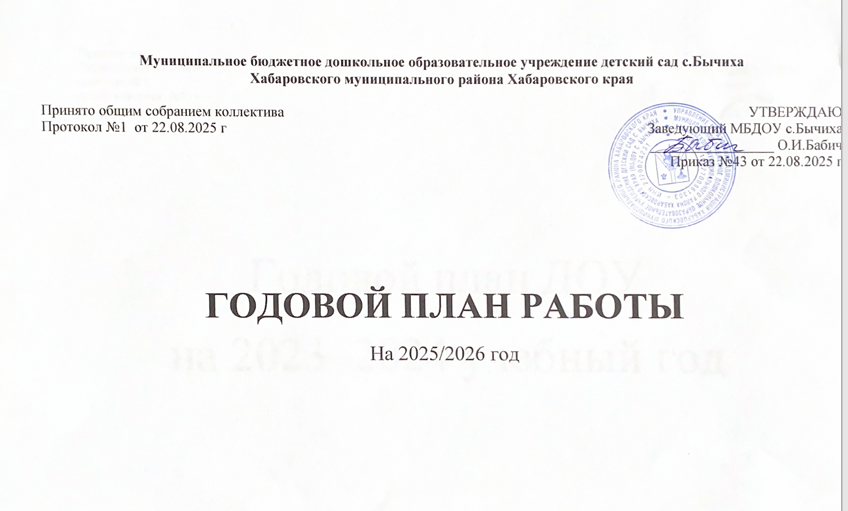 Муниципальное бюджетное дошкольное образовательное учреждение детский сад с.Бычиха
Хабаровского муниципального района Хабаровского края
Принято общим собранием коллектива
Протокол №1 от 22.08.2025 г
УТВЕРЖДАЮ
Заведующий МБДОУ с.Бычиха
О.И.Бабич
Приказ №43 от 22.08.2025 г
ГОДОВОЙ ПЛАН РАБОТЫ
На 2025/2026 год